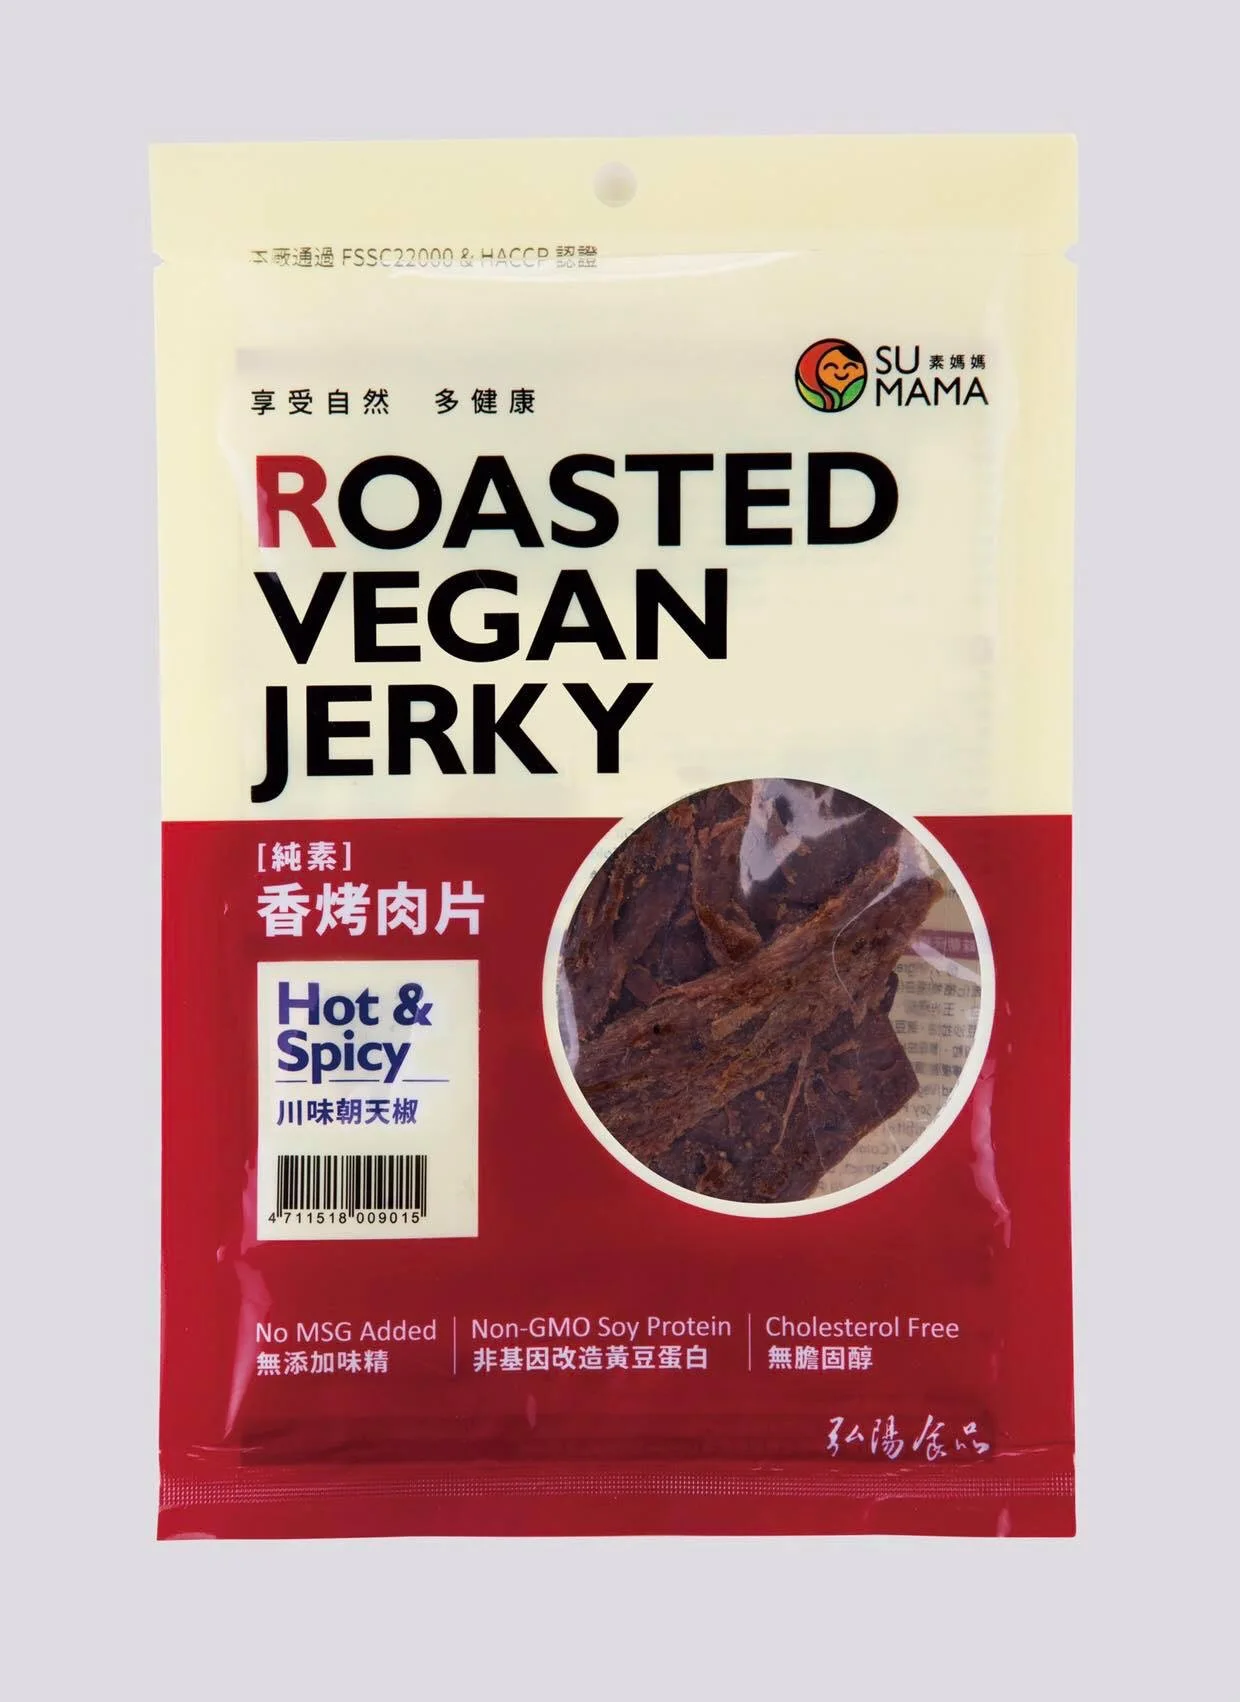 本廠通過 FSSC22000 & HACCP 認證
SU 素媽媽
MAMA
享受自然 多健康
ROASTED
VEGAN
JERKY
[純素]
香烤肉片
Hot &
Spicy
川味朝天椒
4 711518 009015
No MSG Added
無添加味精
Non-GMO Soy Protein
非基因改造黃豆蛋白
Cholesterol Free
無膽固醇
弘陽食品